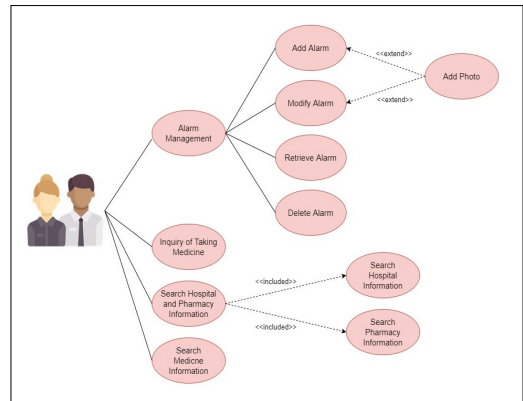 Add Alarm
<<extend>>
Add Photo
<<extend>>
Modify Alarm
Alarm
Management
Retrieve Alarm
Delete Alarm
Inquiry of Taking
Medicine
Search Hospital
and Pharmacy
Information
<<included>>
Search
Hospital
Information
<<included>>
Search
Pharmacy
Information
Search
Medicne
Information